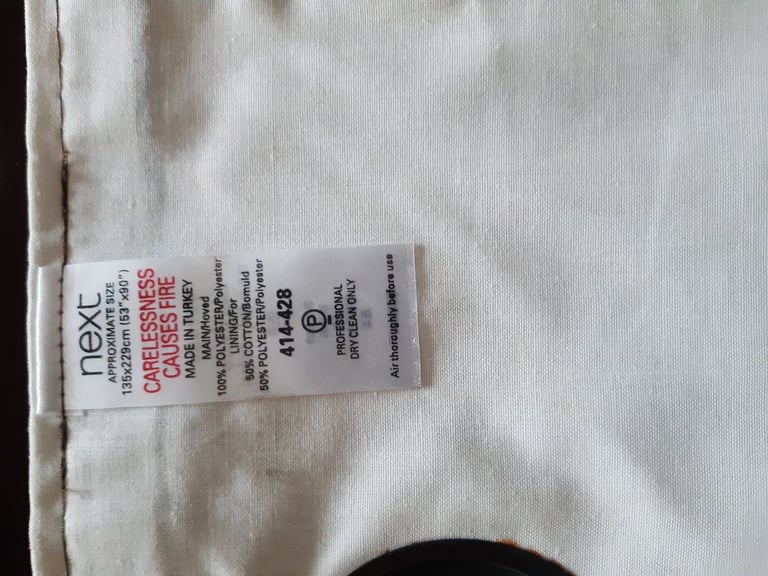 next
APPROXIMATE SIZE
135x229cm (53"x90")
CARELESSNESS
CAUSES FIRE
MADE IN TURKEY
MAIN/Hoved
100% POLYESTER/Polyester
LINING/For
50% COTTON/Bomuld
50% POLYESTER/Polyester
414-428
P
PROFESSIONAL
DRY CLEAN ONLY
Air thoroughly before use